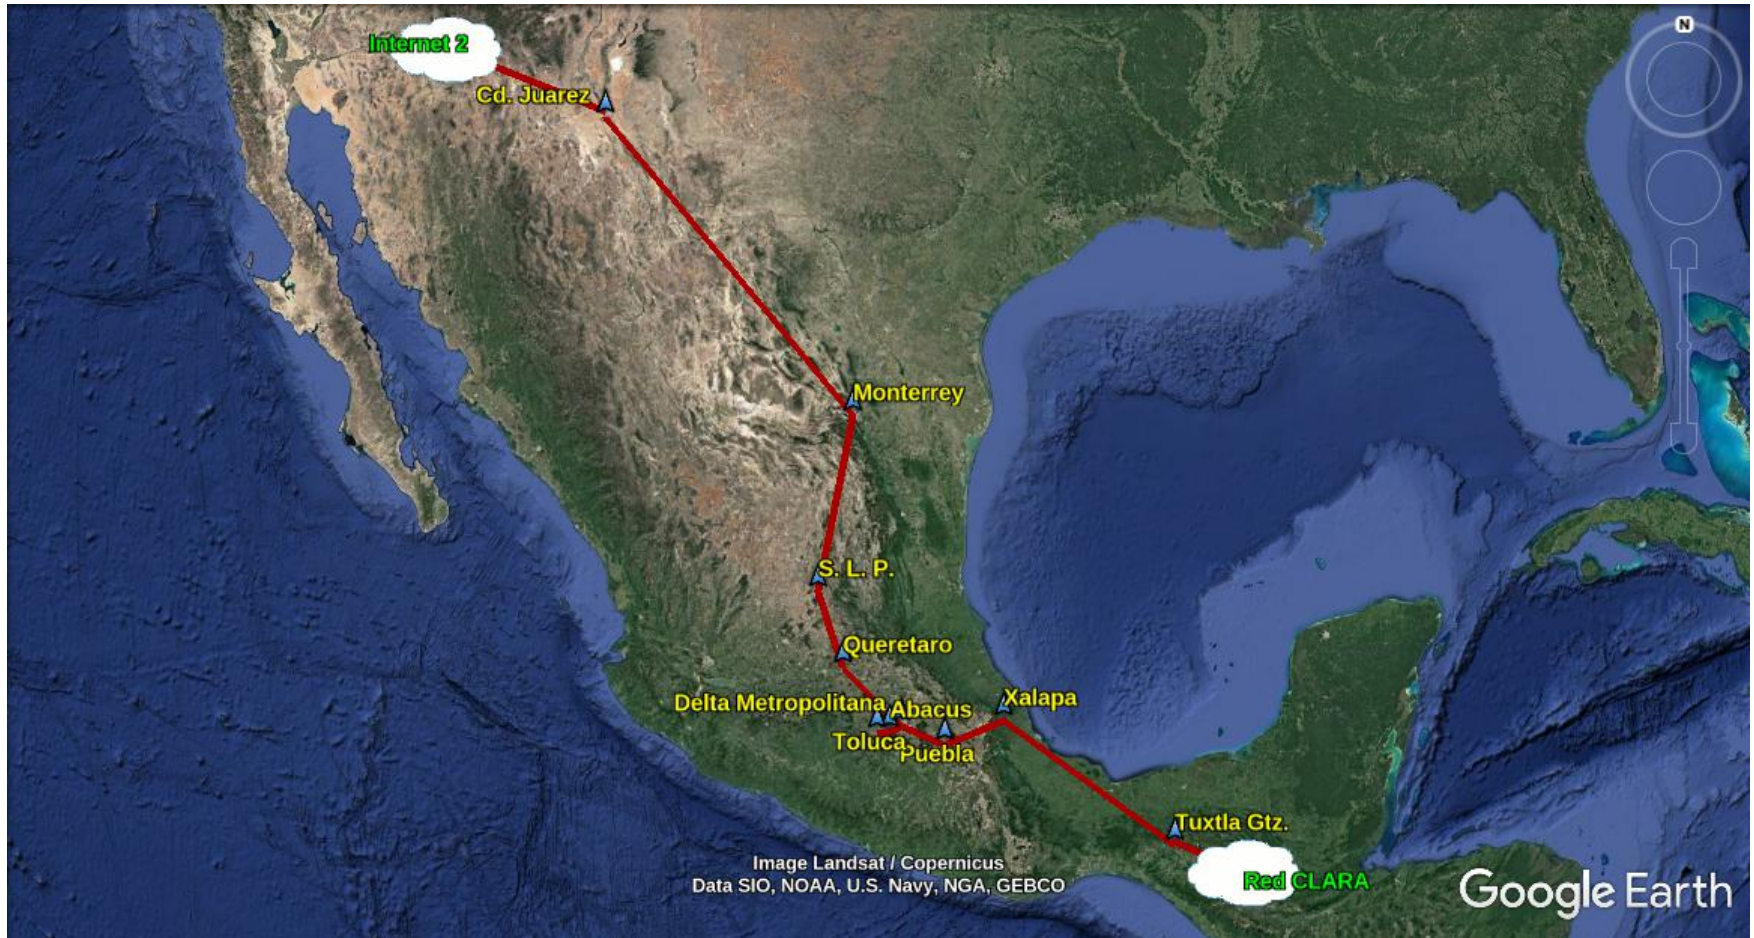 N
Internet 2
Cd. Juarez
Monterrey
S. L. P.
Queretaro
Delta Metropolitana
Abacus
Xalapa
Toluca
Puebla
Tuxtla Gtz.
Image Landsat / Copernicus
Data SIO, NOAA, U.S. Navy, NGA, GEBCO
Red CLARA
Google Earth